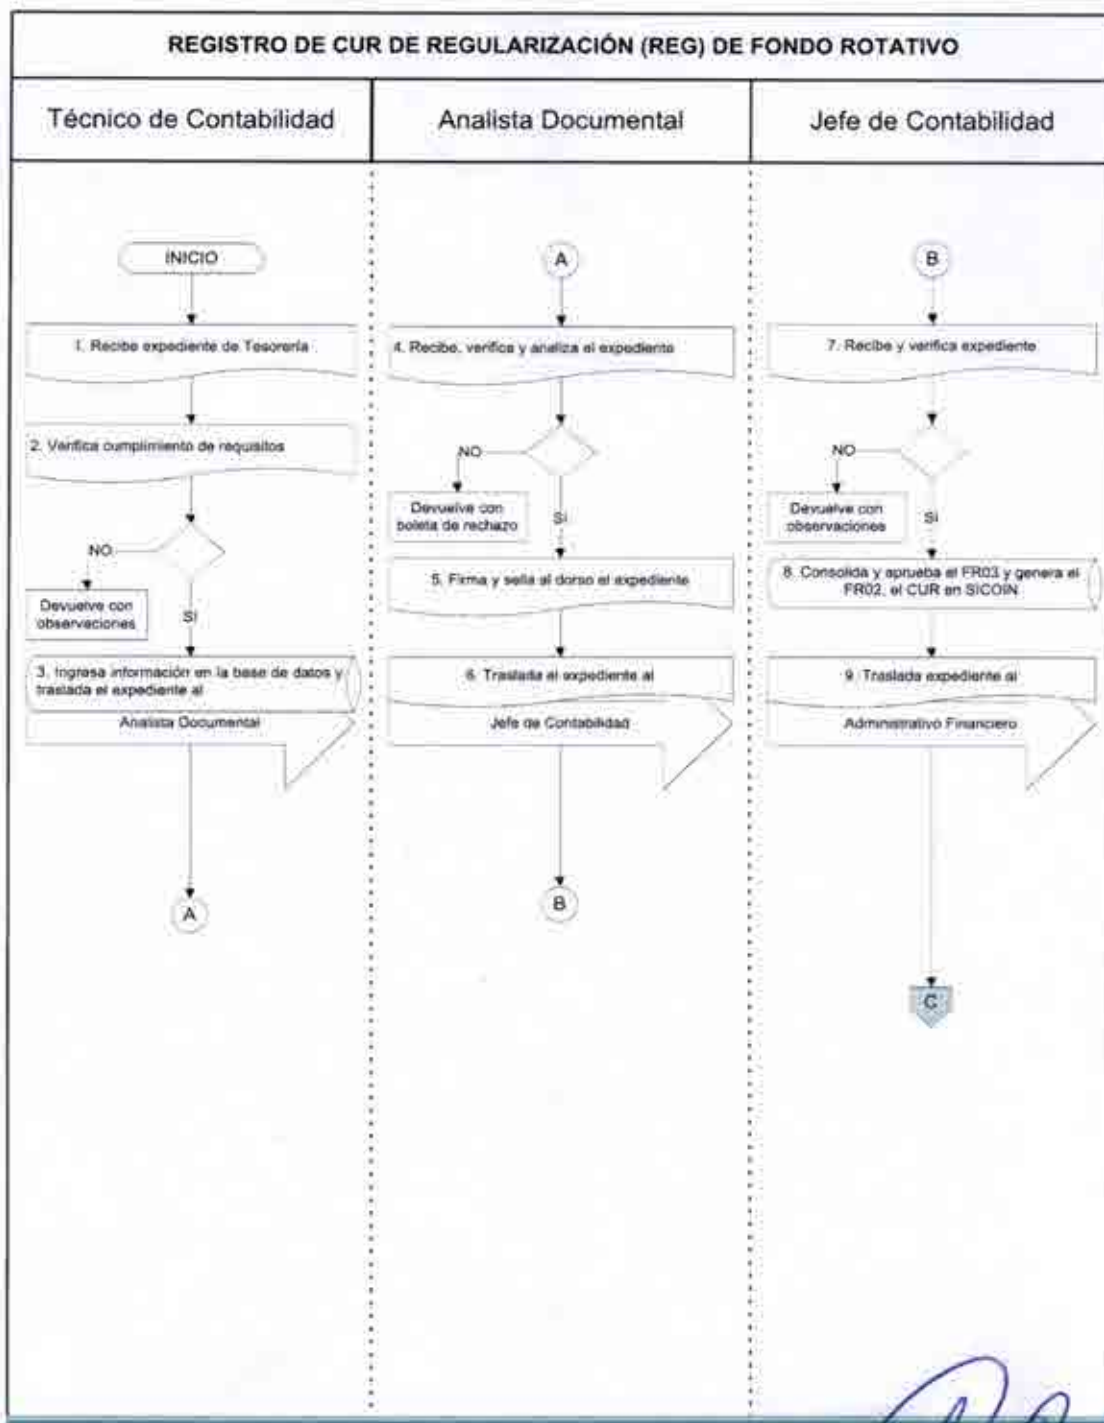 REGISTRO DE CUR DE REGULARIZACIÓN (REG) DE FONDO ROTATIVO
Técnico de Contabilidad
Analista Documental
Jefe de Contabilidad
INICIO
1. Recibe expediente de Tesorería
2. Verifica cumplimiento de requisitos
NO
Devuelve con
observaciones
SI
3. Ingresa información en la base de datos y
traslada el expediente al
Analista Documental
A
A
4. Recibe, verifica y analiza el expediente
NO
Devuelve con
boleta de rechazo
SI
5. Firma y sella al dorso el expediente
6. Traslada el expediente al
Jefe de Contabilidad
B
B
7. Recibe y verifica expediente
NO
Devuelve con
observaciones
SI
8. Consolida y aprueba el FR03 y genera el
FR02, el CUR en SICOIN
9. Traslada expediente al
Administrativo Financiero
C